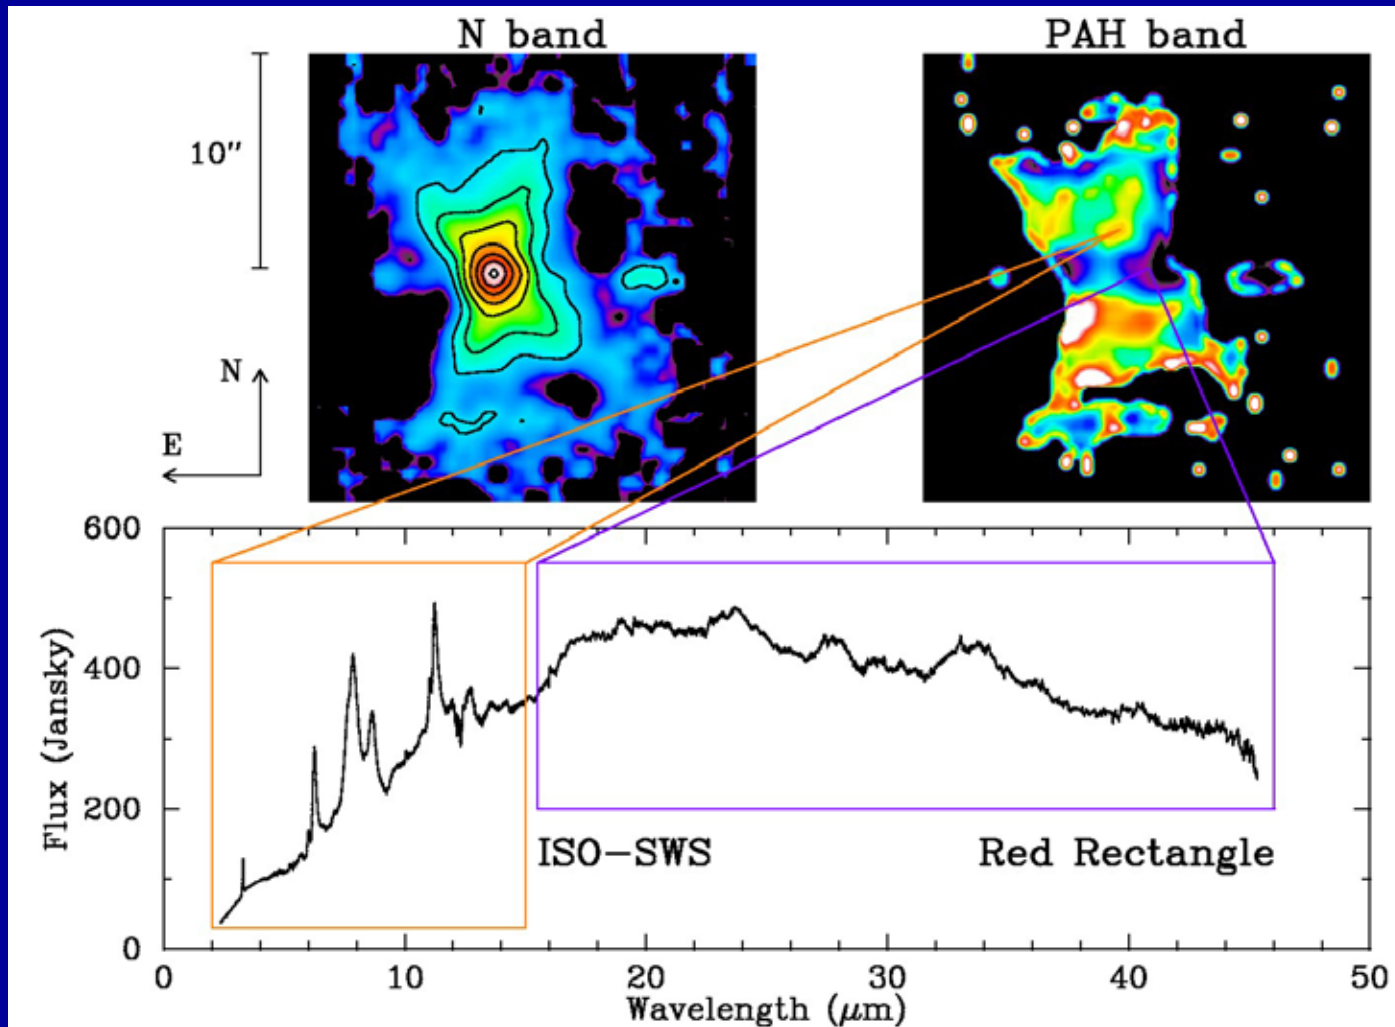 N band
PAH band
10″
N
E
600
400
200
0
Flux (Jansky)
ISO–SWS
Red Rectangle
0 10 20 30 40 50
Wavelength (μm)